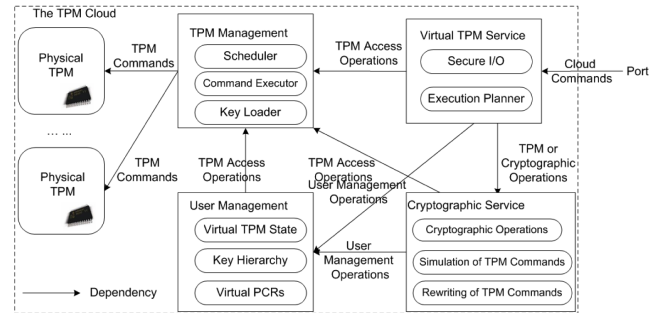 The TPM Cloud
Physical
TPM
… ...
Physical
TPM
TPM
Commands
TPM
Commands
TPM Management
Scheduler
Command Executor
Key Loader
TPM Access
Operations
Virtual TPM Service
Secure I/O
Execution Planner
Cloud
Commands
Port
TPM Access
Operations
TPM Access
Operations
User Management
Operations
TPM or
Cryptographic
Operations
User Management
Virtual TPM State
Key Hierarchy
Virtual PCRs
User
Management
Operations
Cryptographic Service
Cryptographic Operations
Simulation of TPM Commands
Rewriting of TPM Commands
Dependency